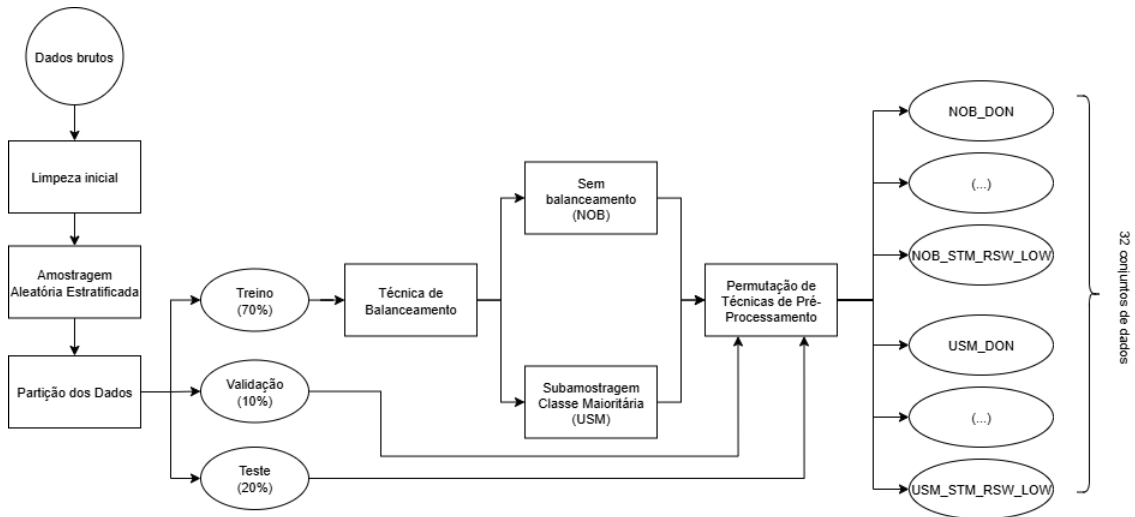 Dados brutos
Limpeza inicial
Amostragem
Aleatória Estratificada
Partição dos Dados
Treino
(70%)
Validação
(10%)
Teste
(20%)
Técnica de
Balanceamento
Sem
balanceamento
(NOB)
Subamostragem
Classe Maioritária
(USM)
Permutação de
Técnicas de Pré-
Processamento
NOB_DON
(...)
NOB_STM_RSW_LOW
USM_DON
(...)
USM_STM_RSW_LOW
32 conjuntos de dados